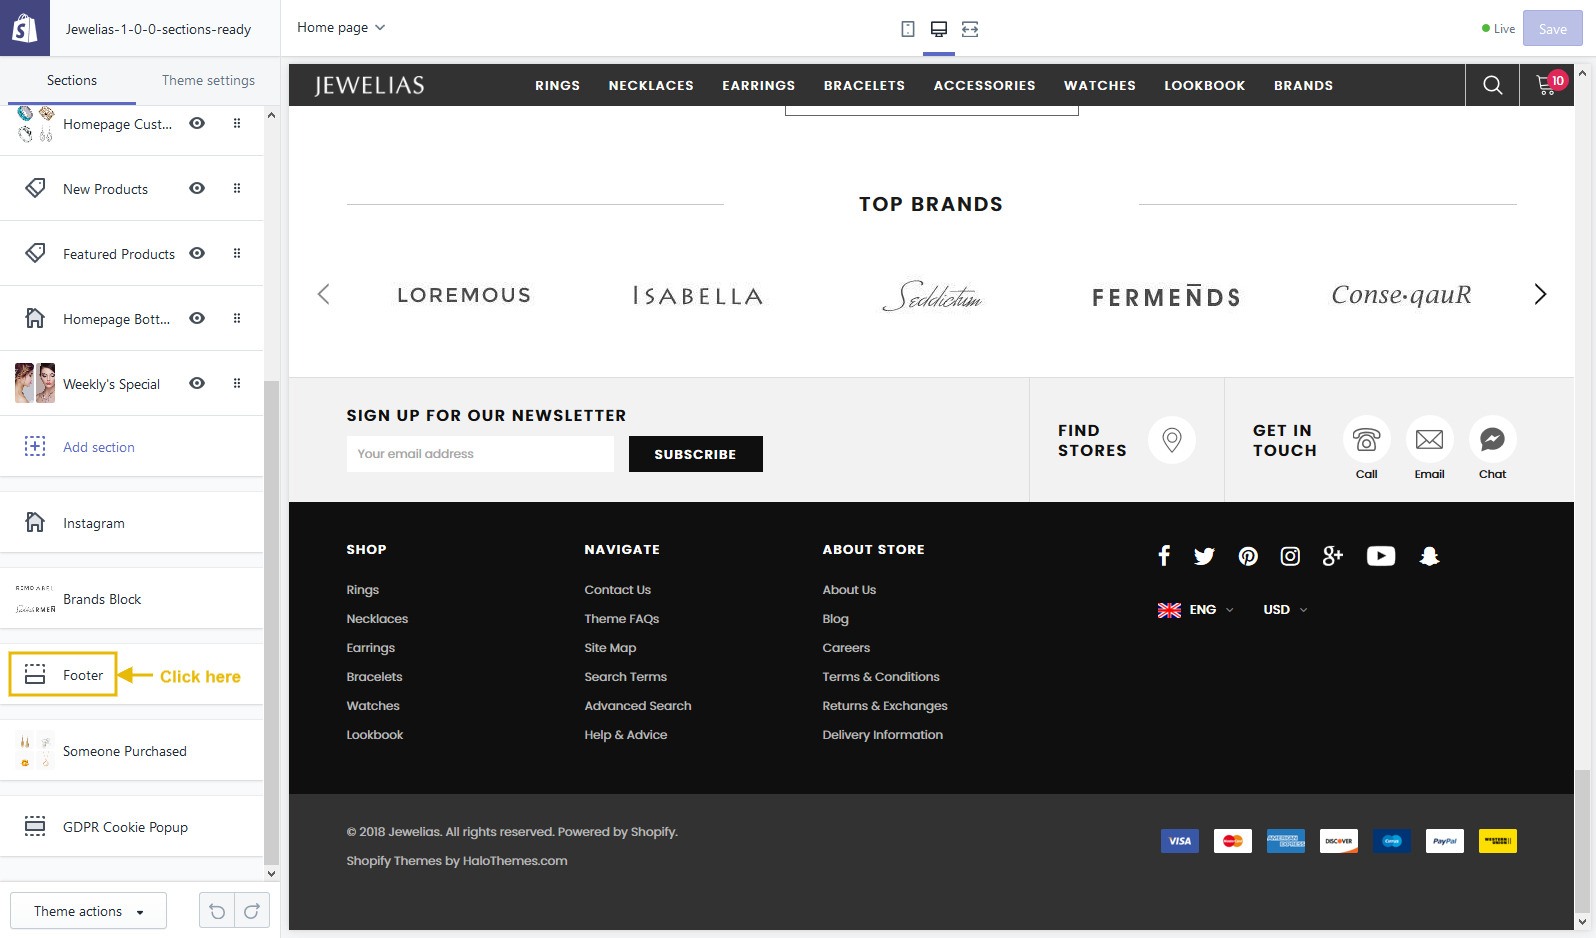 Jewelias-1-0-0-sections-ready
Home page
Live
Save
Sections
Theme settings
Homepage Cust...
New Products
Featured Products
Homepage Bott...
Weekly's Special
Add section
Instagram
Brands Block
Footer
Click here
Someone Purchased
GDPR Cookie Popup
Theme actions
JEWELIAS
RINGS NECKLACES EARRINGS BRACELETS ACCESSORIES WATCHES LOOKBOOK BRANDS
10
TOP BRANDS
LOREMOUS
ISABELLA
Seddictum
FERMEÑDS
Conse•qauR
SIGN UP FOR OUR NEWSLETTER
Your email address
SUBSCRIBE
FIND
STORES
GET IN
TOUCH
Call
Email
Chat
SHOP
Rings
Necklaces
Earrings
Bracelets
Watches
Lookbook
NAVIGATE
Contact Us
Theme FAQs
Site Map
Search Terms
Advanced Search
Help & Advice
ABOUT STORE
About Us
Blog
Careers
Terms & Conditions
Returns & Exchanges
Delivery Information
ENG
USD
© 2018 Jewelias. All rights reserved. Powered by Shopify.
Shopify Themes by HaloThemes.com
VISA
AMERICAN EXPRESS
DISCOVER
Cirrus
PayPal
WESTERN